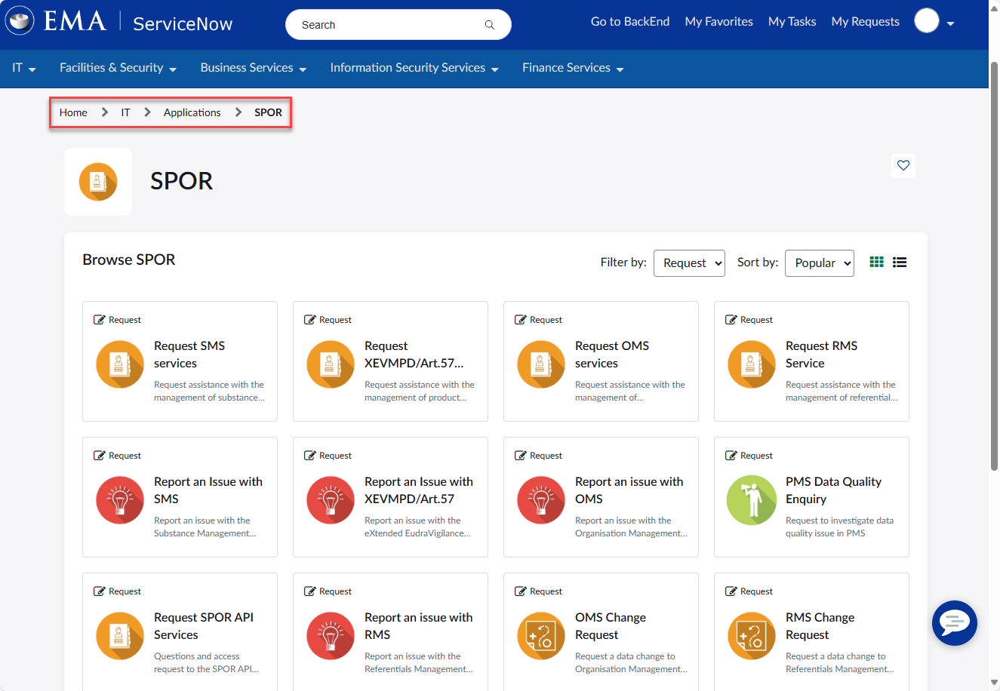 EMA ServiceNow
Search
Go to BackEnd My Favorites My Tasks My Requests
IT Facilities & Security Business Services Information Security Services Finance Services
Home IT Applications SPOR
SPOR
Browse SPOR
Filter by: Request Sort by: Popular
Request
Request SMS
services
Request assistance with the
management of substance...
Request
Request
XEVMPD/Art.57...
Request assistance with the
management of product...
Request
Request OMS
services
Request assistance with the
management of...
Request
Request RMS
Service
Request assistance with the
management of referential...
Request
Report an Issue with
SMS
Report an issue with the
Substance Management...
Request
Report an Issue with
XEVMPD/Art.57
Report an issue with the
eXtended EudraVigilance...
Request
Report an issue with
OMS
Report an issue with the
Organisation Management...
Request
PMS Data Quality
Enquiry
Request to investigate data
quality issue in PMS
Request
Request SPOR API
Services
Questions and access
request to the SPOR API...
Request
Report an issue with
RMS
Report an issue with the
Referentials Management...
Request
OMS Change
Request
Request a data change to
Organisation Management...
Request
RMS Change
Request
Request a data change to
Referentials Management...